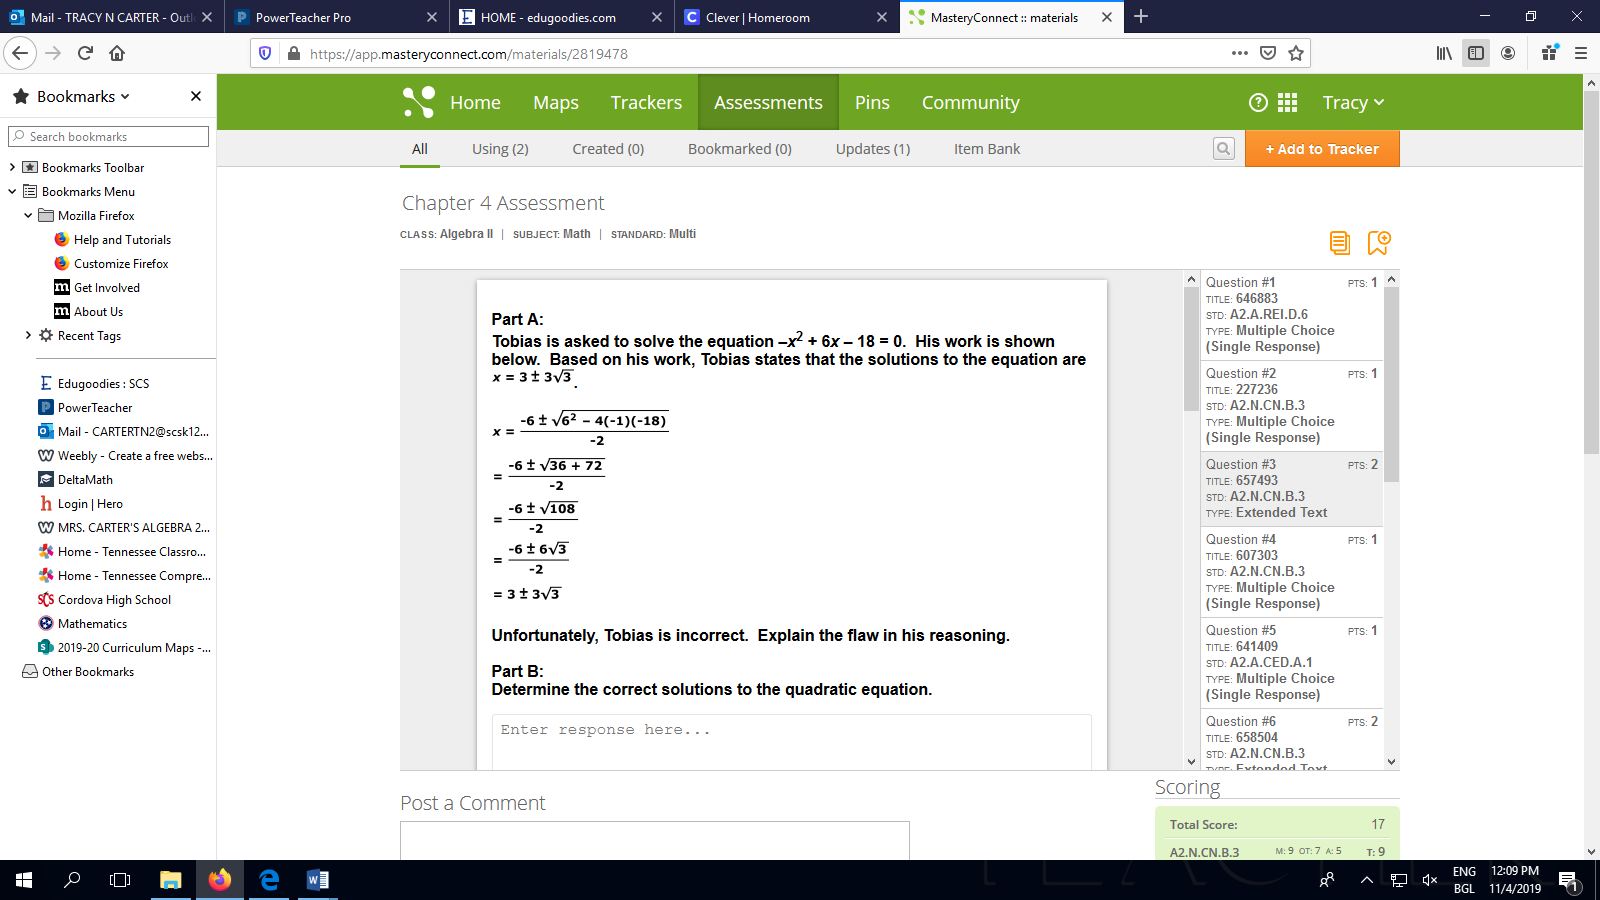 Mail - TRACY N CARTER - Outl
PowerTeacher Pro
HOME - edugoodies.com
Clever | Homeroom
MasteryConnect :: materials
https://app.masteryconnect.com/materials/2819478
Bookmarks
Search bookmarks
Bookmarks Toolbar
Bookmarks Menu
Mozilla Firefox
Help and Tutorials
Customize Firefox
Get Involved
About Us
Recent Tags
Edugoodies : SCS
PowerTeacher
Mail - CARTERTN2@scsk12...
Weebly - Create a free webs...
DeltaMath
Login | Hero
MRS. CARTER'S ALGEBRA 2...
Home - Tennessee Classro...
Home - Tennessee Compre...
Cordova High School
Mathematics
2019-20 Curriculum Maps -...
Other Bookmarks
Home Maps Trackers Assessments Pins Community
Tracy
All Using (2) Created (0) Bookmarked (0) Updates (1) Item Bank
+ Add to Tracker
Chapter 4 Assessment
CLASS: Algebra II | SUBJECT: Math | STANDARD: Multi
Part A:
Tobias is asked to solve the equation –x² + 6x – 18 = 0. His work is shown
below. Based on his work, Tobias states that the solutions to the equation are
x = 3 ± 3√3.
x = (-6 ± √(6² − 4(-1)(-18))) / -2
= (-6 ± √(36 + 72)) / -2
= (-6 ± √108) / -2
= (-6 ± 6√3) / -2
= 3 ± 3√3
Unfortunately, Tobias is incorrect. Explain the flaw in his reasoning.
Part B:
Determine the correct solutions to the quadratic equation.
Enter response here...
Question #1 PTS: 1
TITLE: 646883
STD: A2.A.REI.D.6
TYPE: Multiple Choice
(Single Response)
Question #2 PTS: 1
TITLE: 227236
STD: A2.N.CN.B.3
TYPE: Multiple Choice
(Single Response)
Question #3 PTS: 2
TITLE: 657493
STD: A2.N.CN.B.3
TYPE: Extended Text
Question #4 PTS: 1
TITLE: 607303
STD: A2.N.CN.B.3
TYPE: Multiple Choice
(Single Response)
Question #5 PTS: 1
TITLE: 641409
STD: A2.A.CED.A.1
TYPE: Multiple Choice
(Single Response)
Question #6 PTS: 2
TITLE: 658504
STD: A2.N.CN.B.3
TYPE: Extended Text
Post a Comment
Scoring
Total Score: 17
A2.N.CN.B.3 M: 9 OT: 7 A: 5 T: 9
ENG
BGL
12:09 PM
11/4/2019
1